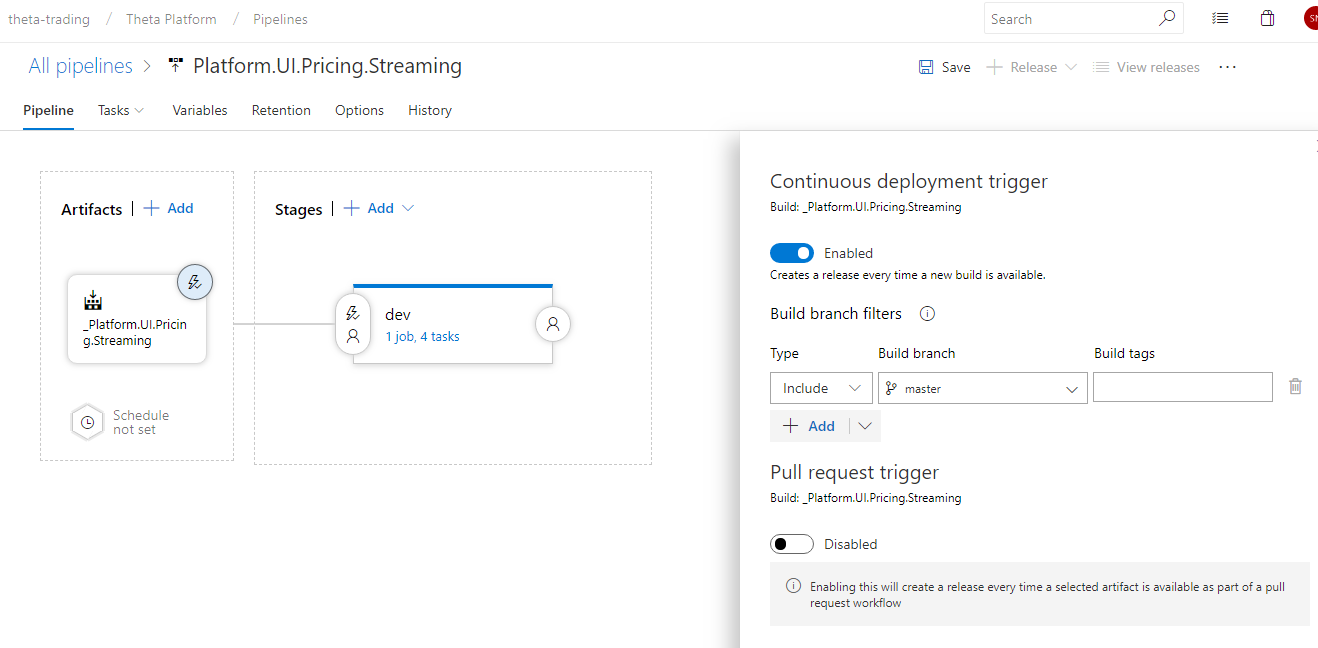 theta-trading / Theta Platform / Pipelines
Search
All pipelines > Platform.UI.Pricing.Streaming
Save
Release
View releases
Pipeline Tasks Variables Retention Options History
Artifacts | + Add
_Platform.UI.Pricin
g.Streaming
Schedule
not set
Stages | + Add
dev
1 job, 4 tasks
Continuous deployment trigger
Build: _Platform.UI.Pricing.Streaming
Enabled
Creates a release every time a new build is available.
Build branch filters
Type Build branch Build tags
Include master
+ Add
Pull request trigger
Build: _Platform.UI.Pricing.Streaming
Disabled
Enabling this will create a release every time a selected artifact is available as part of a pull
request workflow